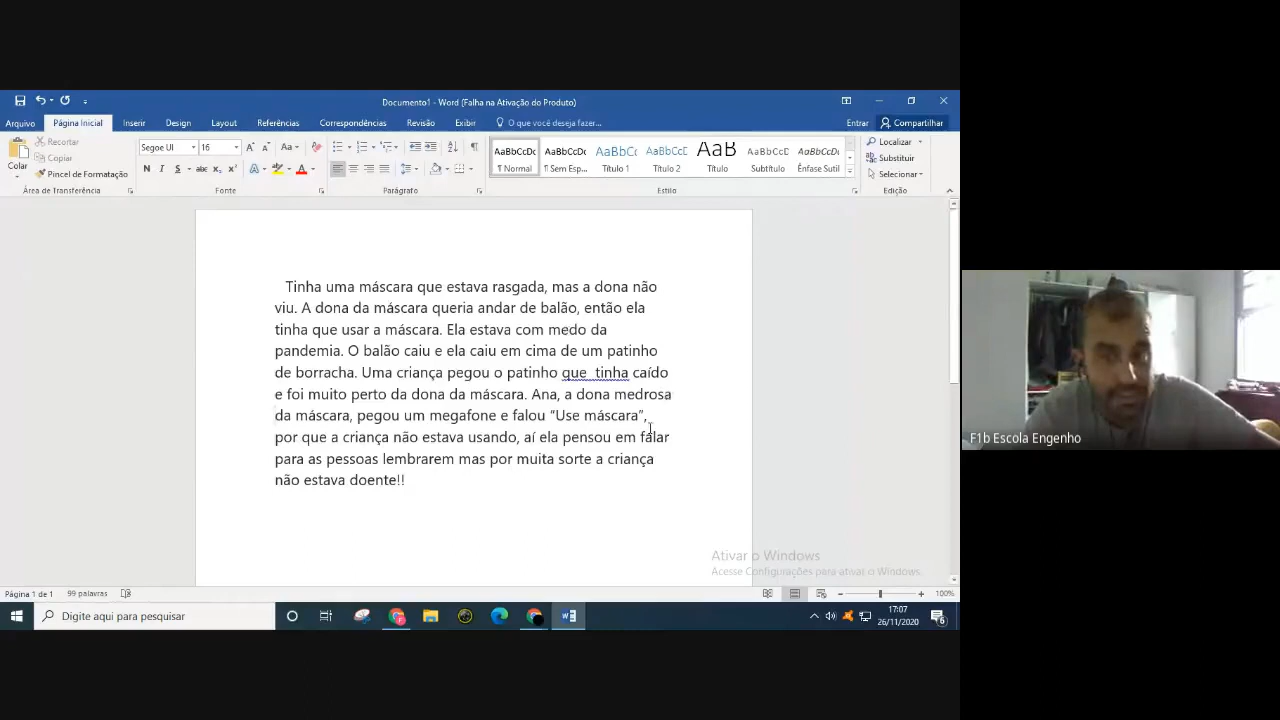 Documento1 - Word (Falha na Ativação do Produto)
Arquivo Página Inicial Inserir Design Layout Referências Correspondências Revisão Exibir O que você deseja fazer... Entrar Compartilhar
Colar
Recortar
Copiar
Pincel de Formatação
Área de Transferência
Segoe UI 16
N I S abc x₂ x²
Fonte
Parágrafo
AaBbCcDc AaBbCcDc AaBbCc AaBbCcC AaB AaBbCcC AaBbCcDc
¶ Normal ¶ Sem Esp... Título 1 Título 2 Título Subtítulo Ênfase Sutil
Estilo
Localizar
Substituir
Selecionar
Edição
Tinha uma máscara que estava rasgada, mas a dona não
viu. A dona da máscara queria andar de balão, então ela
tinha que usar a máscara. Ela estava com medo da
pandemia. O balão caiu e ela caiu em cima de um patinho
de borracha. Uma criança pegou o patinho que  tinha caído
e foi muito perto da dona da máscara. Ana, a dona medrosa
da máscara, pegou um megafone e falou “Use máscara”,
por que a criança não estava usando, aí ela pensou em falar
para as pessoas lembrarem mas por muita sorte a criança
não estava doente!!
Ativar o Windows
Acesse Configurações para ativar o Windows.
Página 1 de 1 99 palavras 100%
Digite aqui para pesquisar
17:07
26/11/2020
6
F1b Escola Engenho